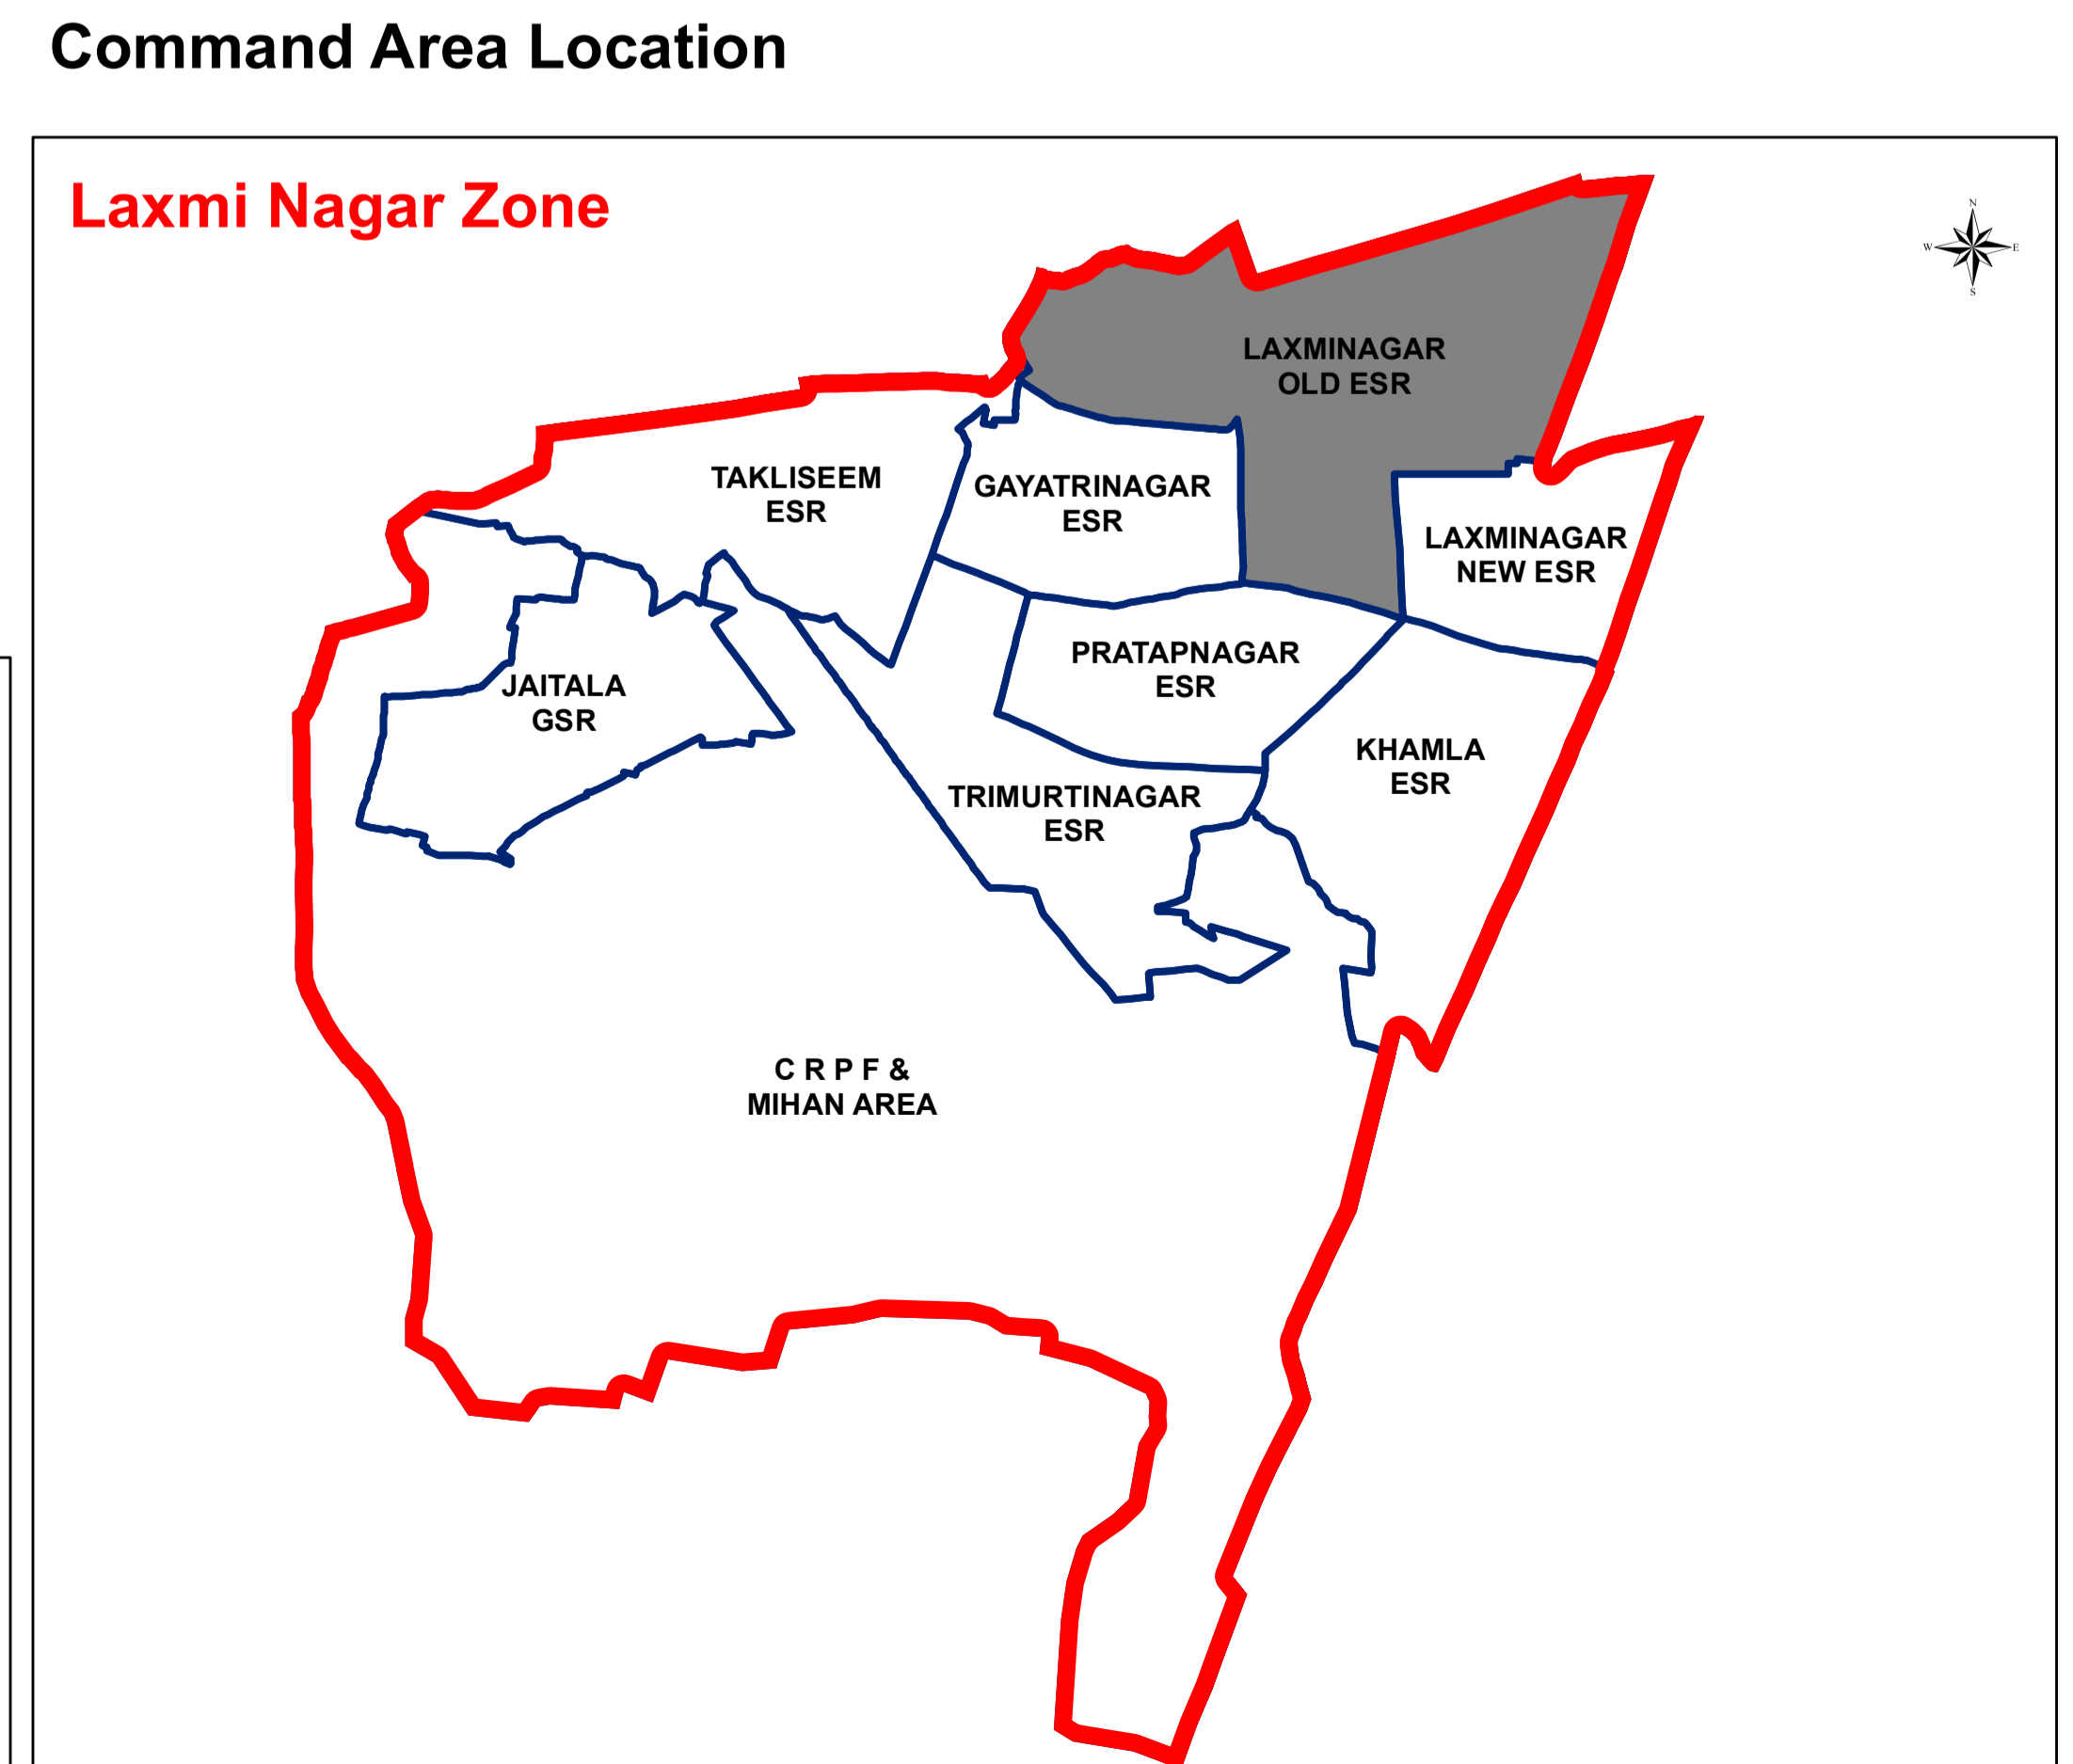 Command Area Location
Laxmi Nagar Zone
N
W
E
S
LAXMINAGAR
OLD ESR
TAKLISEEM
ESR
GAYATRINAGAR
ESR
LAXMINAGAR
NEW ESR
PRATAPNAGAR
ESR
JAITALA
GSR
KHAMLA
ESR
TRIMURTINAGAR
ESR
C R P F &
MIHAN AREA